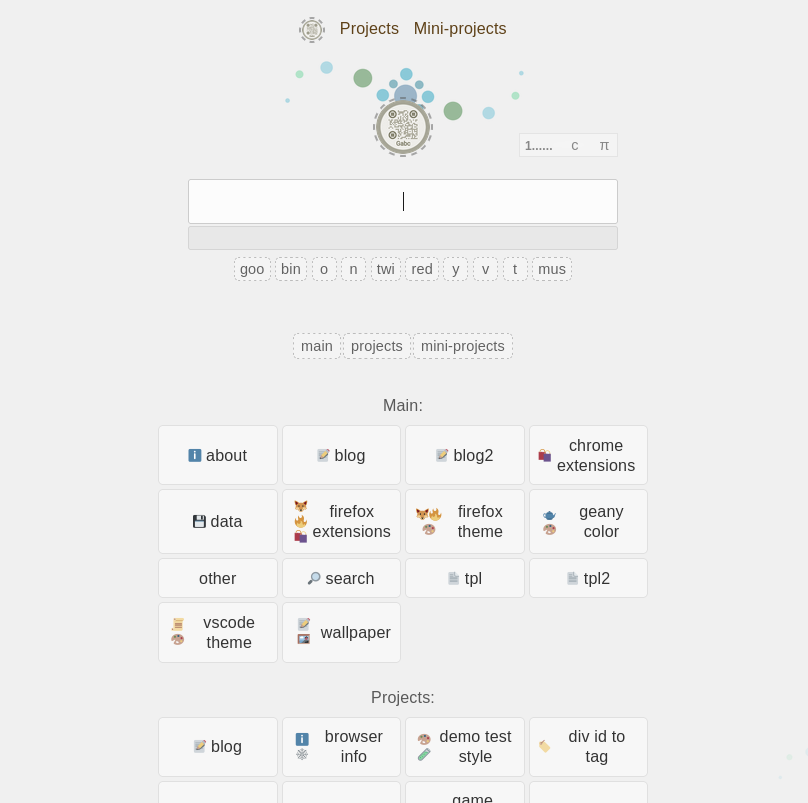 Projects Mini-projects
Gabc
1...... c π
goo bin o n twi red y v t mus
main projects mini-projects
Main:
about blog blog2 chrome extensions
data firefox extensions firefox theme geany color
other search tpl tpl2
vscode theme wallpaper
Projects:
blog browser info demo test style div id to tag
game